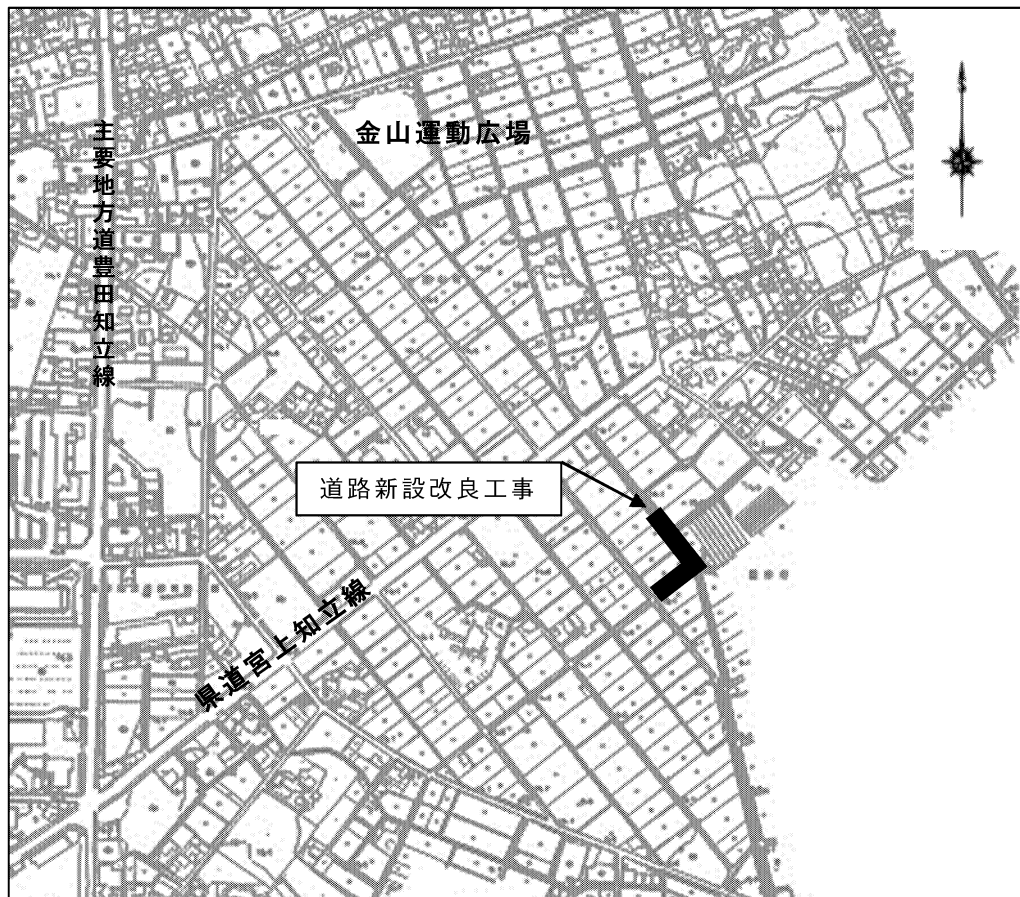 金山運動広場
主要地方道豊田知立線
道路新設改良工事
県道宮上知立線